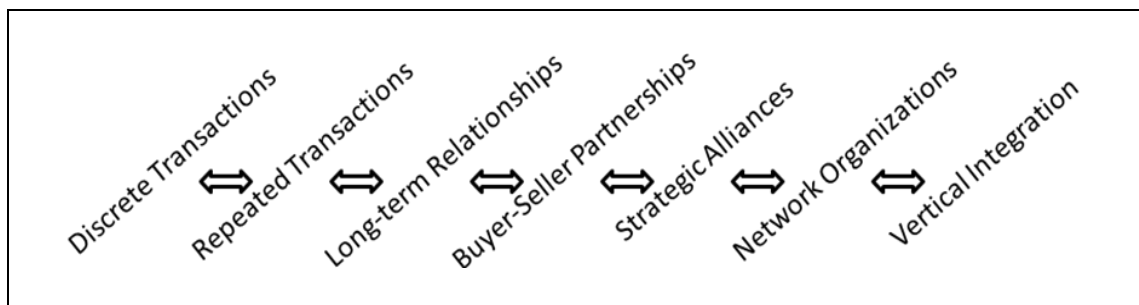 Discrete Transactions
Repeated Transactions
Long-term Relationships
Buyer-Seller Partnerships
Strategic Alliances
Network Organizations
Vertical Integration